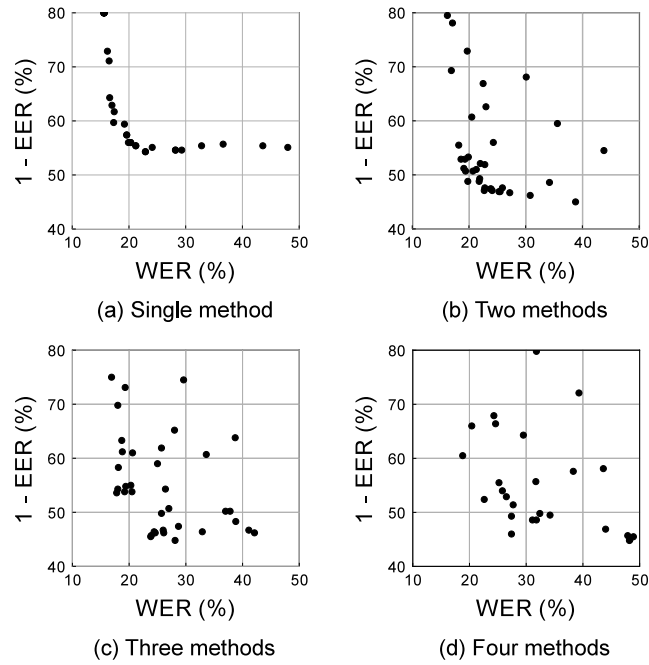 80
70
60
50
40
10 20 30 40 50
1 - EER (%)
WER (%)
(a) Single method
80
70
60
50
40
10 20 30 40 50
1 - EER (%)
WER (%)
(b) Two methods
80
70
60
50
40
10 20 30 40 50
1 - EER (%)
WER (%)
(c) Three methods
80
70
60
50
40
10 20 30 40 50
1 - EER (%)
WER (%)
(d) Four methods